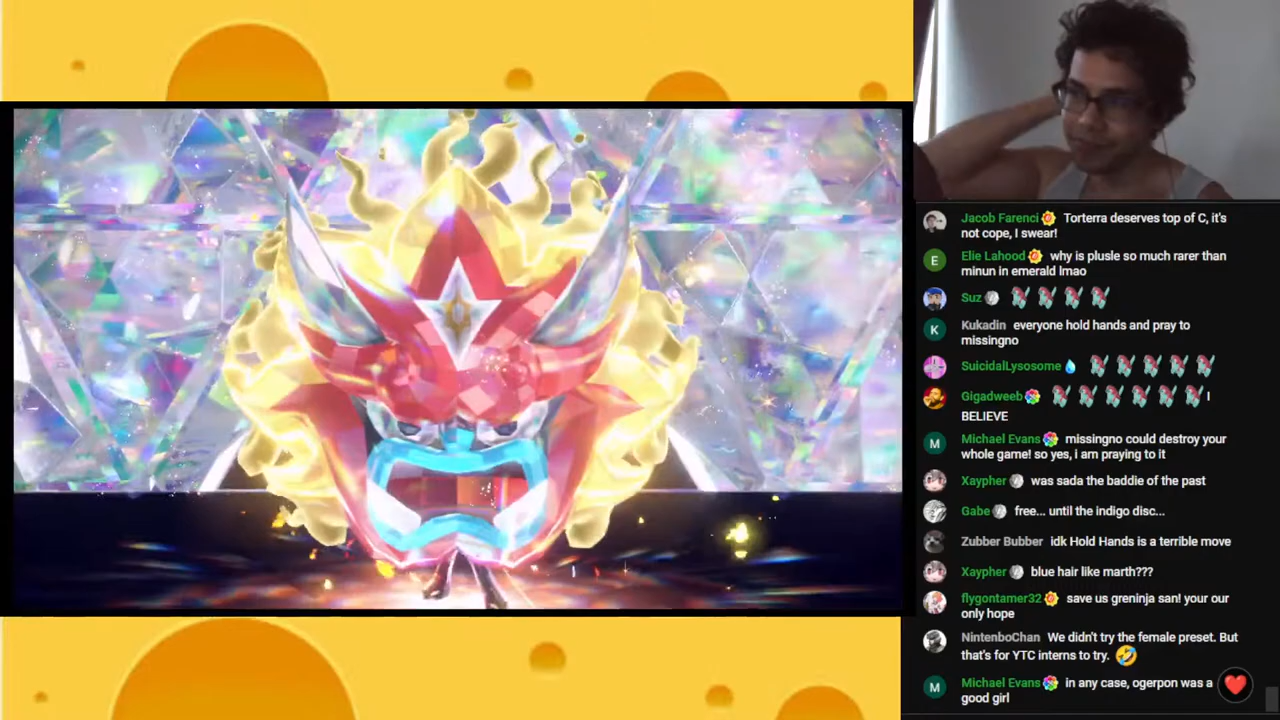 Jacob Farenci Torterra deserves top of C, it's
not cope, I swear!
Elie Lahood why is plusle so much rarer than
minun in emerald lmao
Suz
Kukadin everyone hold hands and pray to
missingno
SuicidalLysosome
Gigadweeb I
BELIEVE
Michael Evans missingno could destroy your
whole game! so yes, i am praying to it
Xaypher was sada the baddie of the past
Gabe free... until the indigo disc...
Zubber Bubber idk Hold Hands is a terrible move
Xaypher blue hair like marth???
flygontamer32 save us greninja san! your our
only hope
NintenboChan We didn't try the female preset. But
that's for YTC interns to try. 🤣
Michael Evans in any case, ogerpon was a
good girl
E
K
M
M